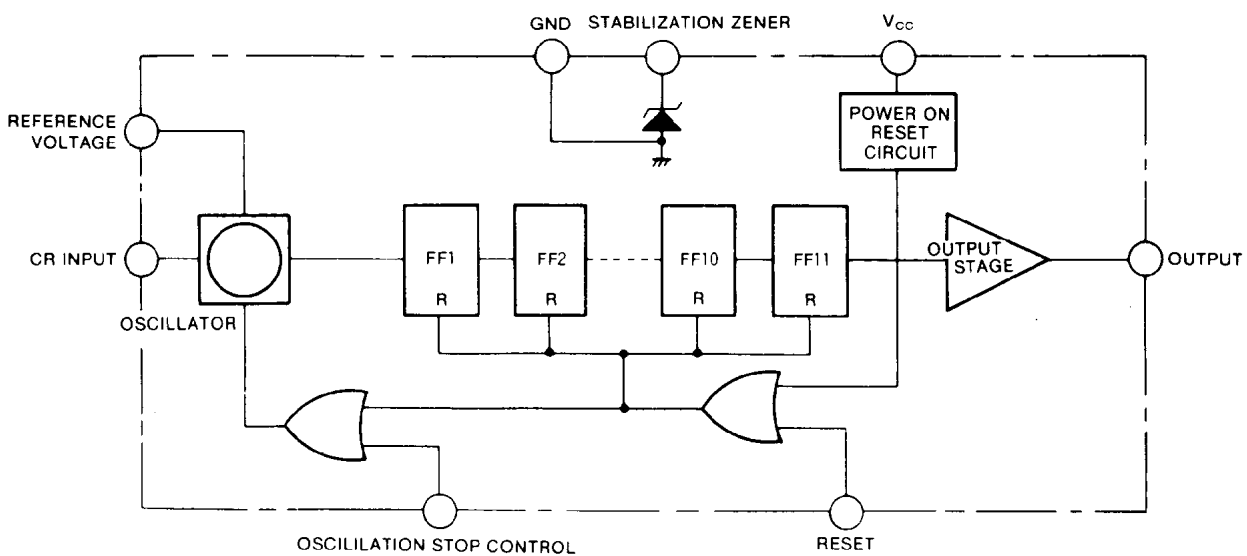 GND
STABILIZATION ZENER
VCC
REFERENCE
VOLTAGE
POWER ON
RESET
CIRCUIT
CR INPUT
OSCILLATOR
FF1
R
FF2
R
FF10
R
FF11
R
OUTPUT
STAGE
OUTPUT
OSCILILATION STOP CONTROL
RESET